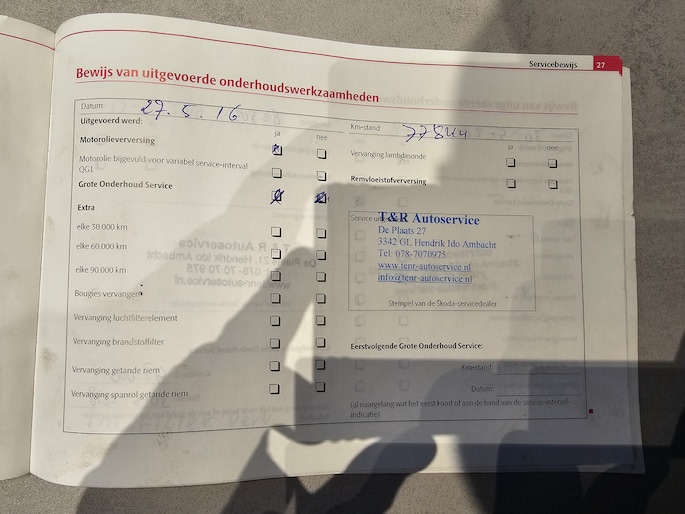 Servicebewijs 27
Bewijs van uitgevoerde onderhoudswerkzaamheden
Datum: 27.5.16
Km-stand:
Uitgevoerd werd: ja nee
Motorolieverversing
Motorolie bijgevuld voor variabel service-interval
QG1
Grote Onderhoud Service
Extra
elke 30.000 km
elke 60.000 km
elke 90.000 km
Bougies vervangen
Vervanging luchtfilterelement
Vervanging brandstoffilter
Vervanging getande riem
Vervanging spanrol getande riem
ja nee
Vervanging lambdasonde
Remvloeistofverversing
Service
T&R Autoservice
De Plaats 27
3342 GL Hendrik Ido Ambacht
Tel: 078-7070975
www.tenr-autoservice.nl
info@tenr-autoservice.nl
Stempel van de Škoda-servicedealer
Eerstvolgende Grote Onderhoud Service:
Kmestand:
Datum:
(al naargelang wat het eerst komt of aan de hand van de service-interval-
indicatie)